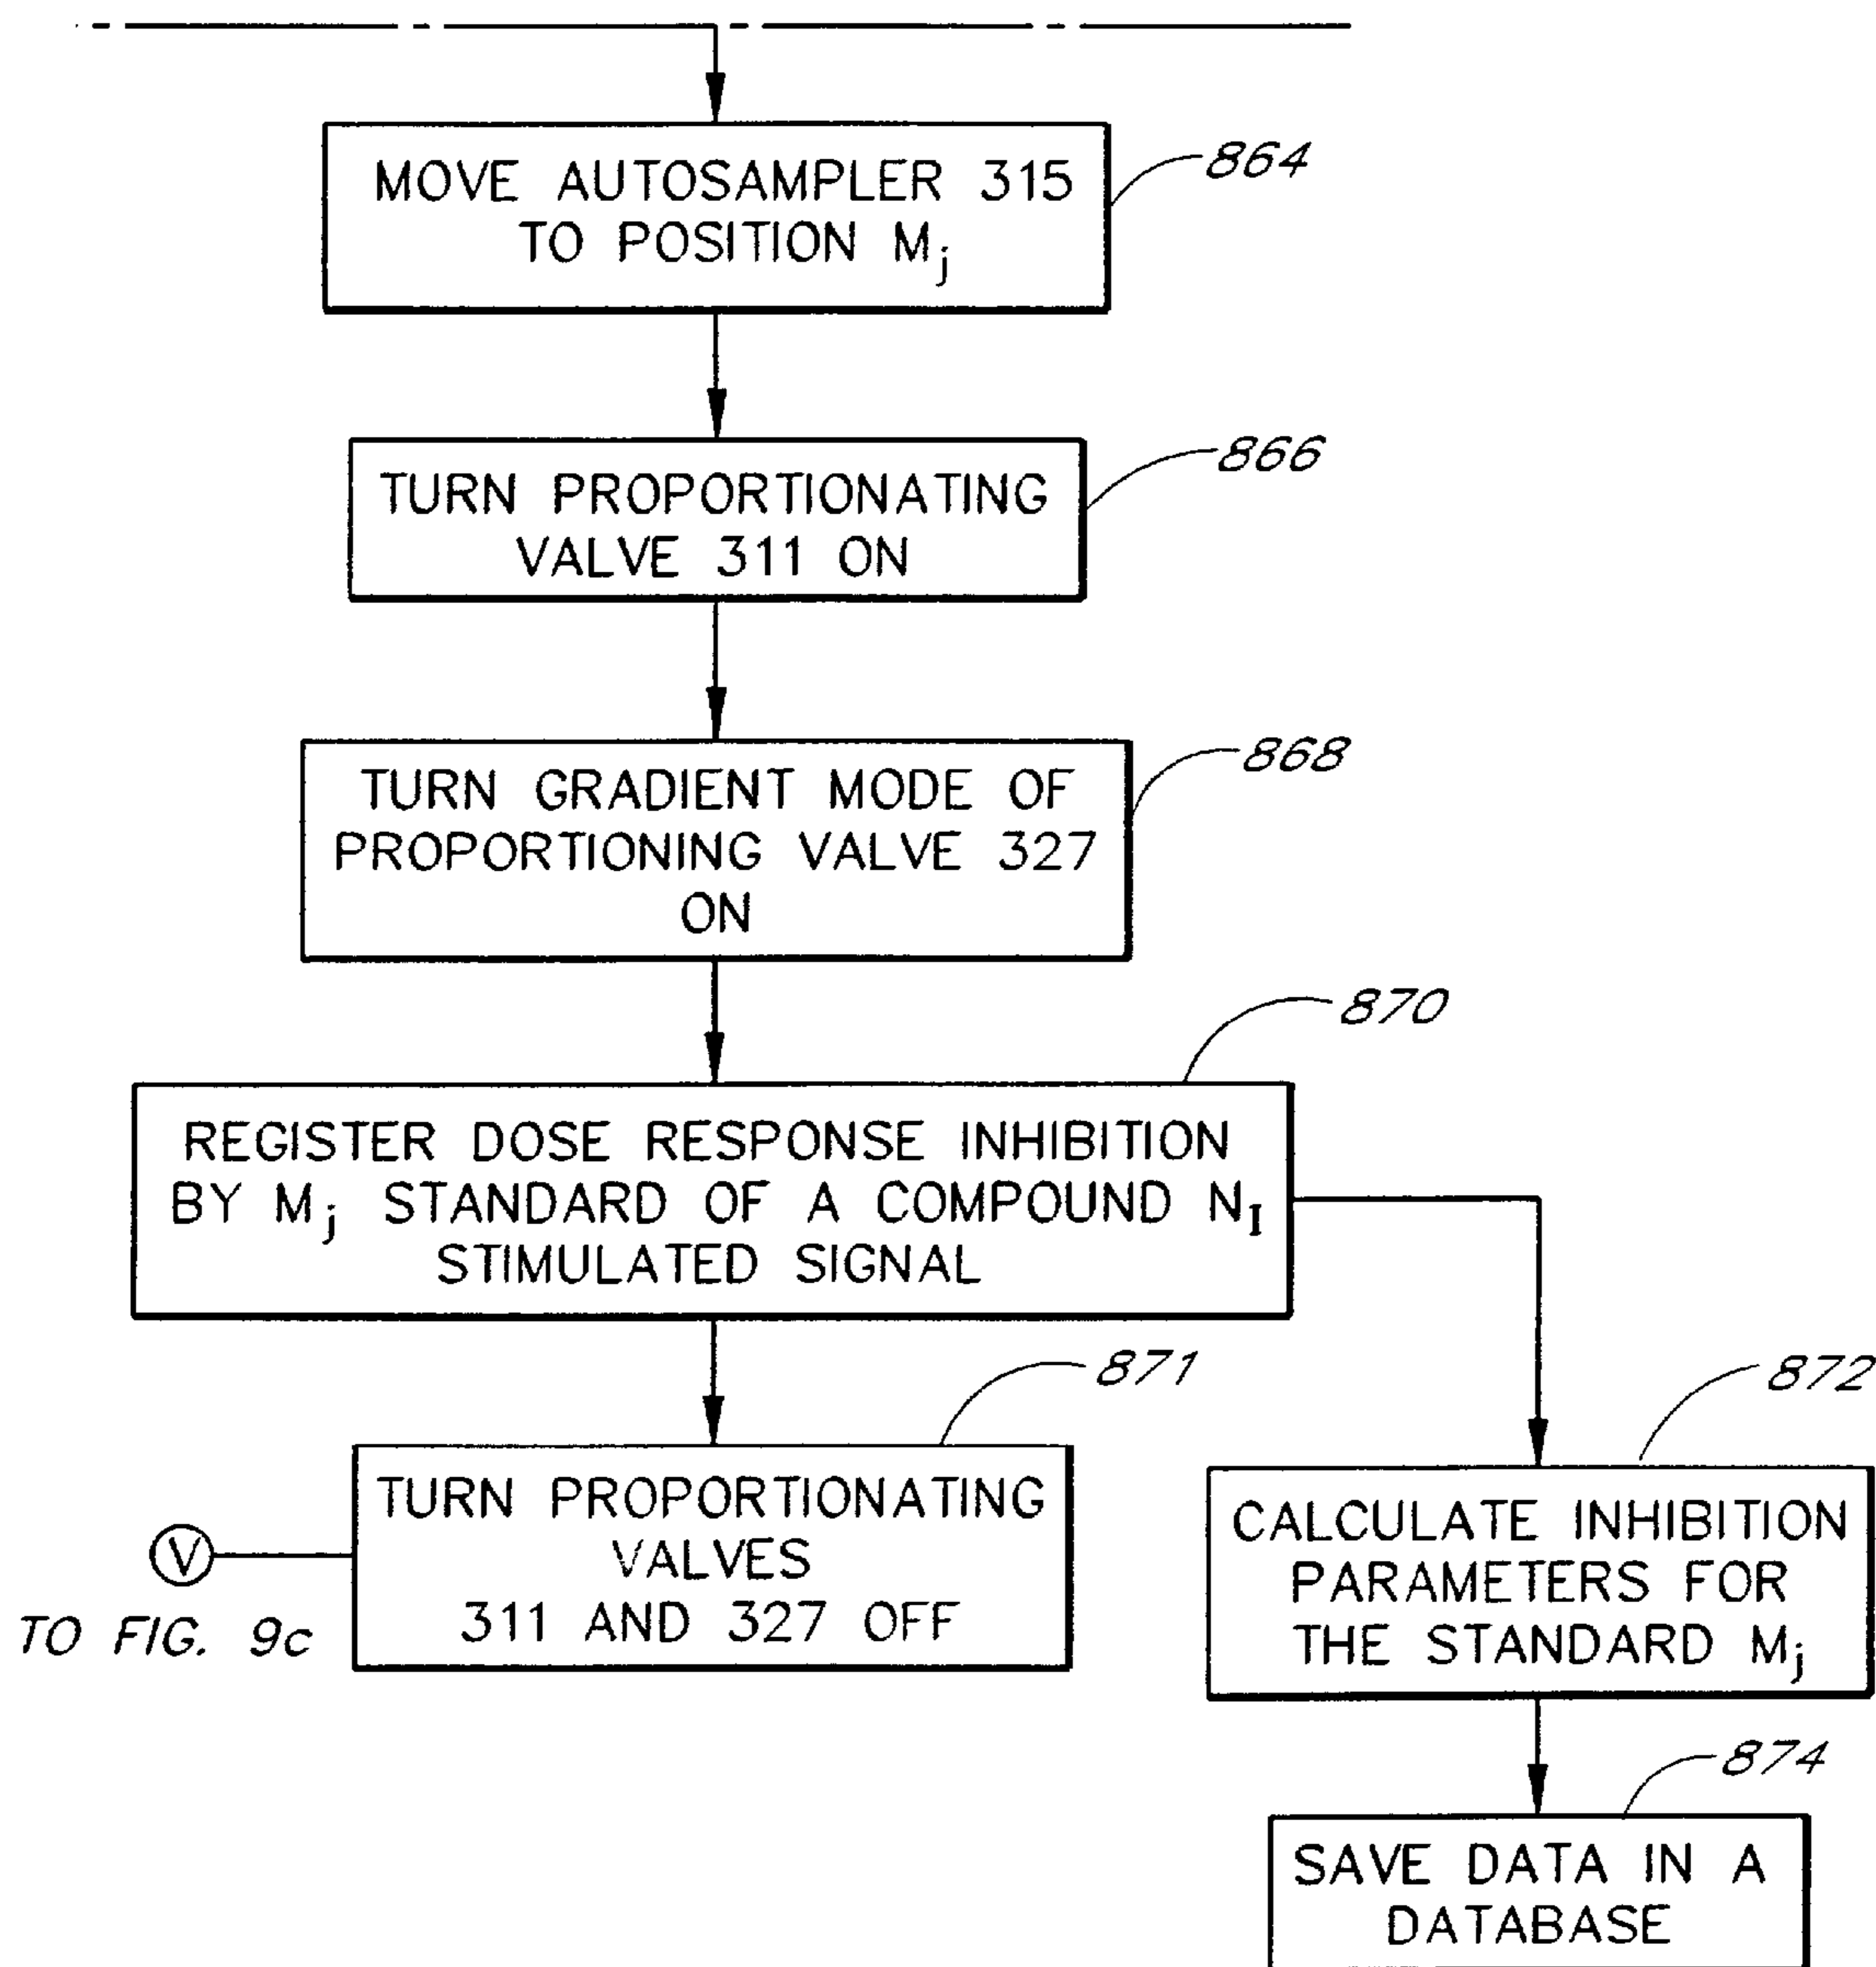 MOVE AUTOSAMPLER 315
TO POSITION Mj
864
TURN PROPORTIONATING
VALVE 311 ON
866
TURN GRADIENT MODE OF
PROPORTIONING VALVE 327
ON
868
REGISTER DOSE RESPONSE INHIBITION
BY Mj STANDARD OF A COMPOUND NI
STIMULATED SIGNAL
870
TURN PROPORTIONATING
VALVES
311 AND 327 OFF
871
V
TO FIG. 9c
CALCULATE INHIBITION
PARAMETERS FOR
THE STANDARD Mj
872
SAVE DATA IN A
DATABASE
874